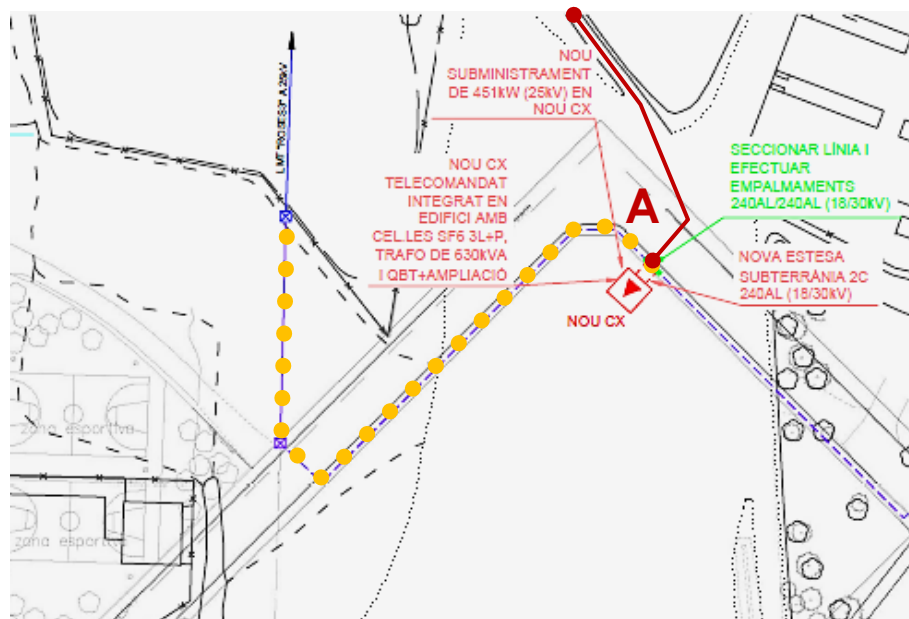 NOU
SUBMINISTRAMENT
DE 451kW (25kV) EN
NOU CX
SECCIONAR LÍNIA I
EFECTUAR
EMPALMAMENTS
240AL/240AL (18/30kV)
NOU CX
TELECOMANDAT
INTEGRAT EN
EDIFICI AMB
CEL.LES SF6 3L+P,
TRAFO DE 630kVA
I QBT+AMPLIACIÓ
A
NOVA ESTESA
SUBTERRÀNIA 2C
240AL (18/30kV)
NOU CX
zona esportiva
zona esportiva